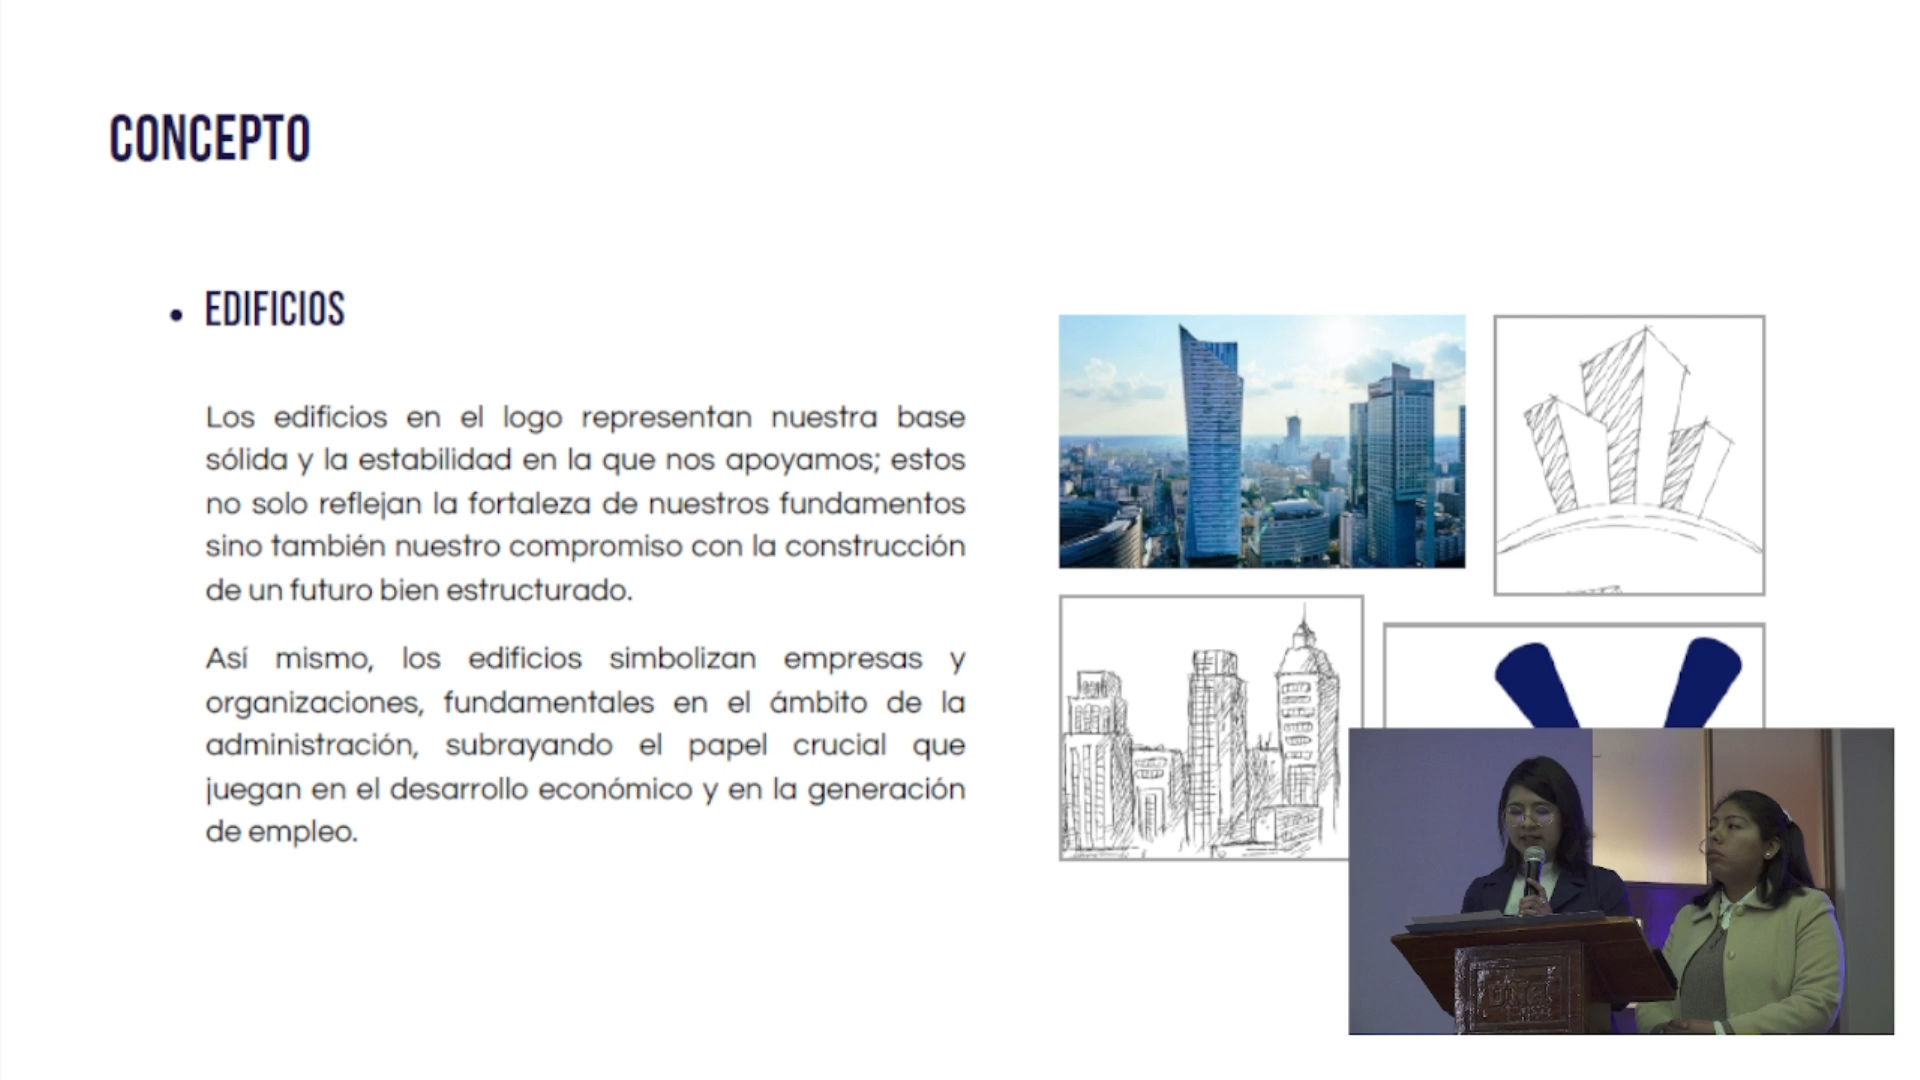 CONCEPTO
• EDIFICIOS
Los edificios en el logo representan nuestra base
sólida y la estabilidad en la que nos apoyamos; estos
no solo reflejan la fortaleza de nuestros fundamentos
sino también nuestro compromiso con la construcción
de un futuro bien estructurado.
Así mismo, los edificios simbolizan empresas y
organizaciones, fundamentales en el ámbito de la
administración, subrayando el papel crucial que
juegan en el desarrollo económico y en la generación
de empleo.